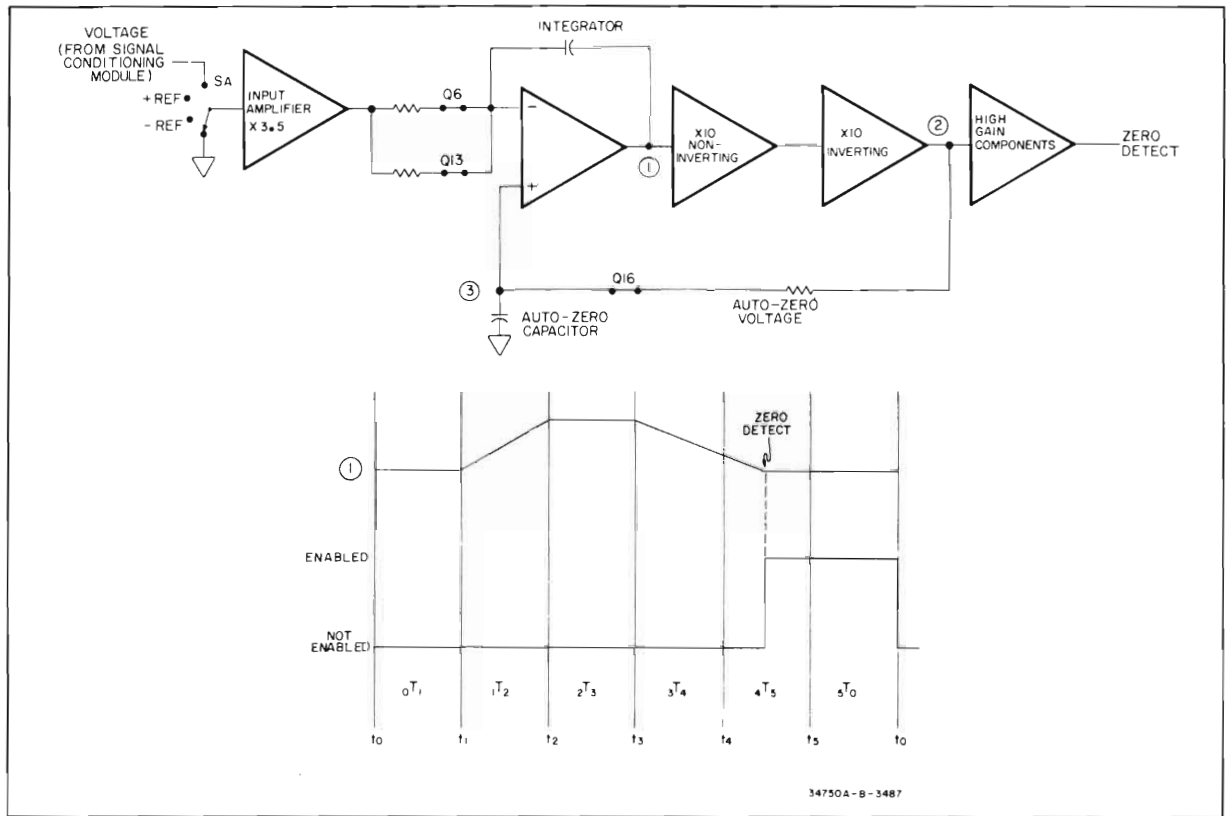 VOLTAGE
(FROM SIGNAL
CONDITIONING
MODULE)
SA
+REF
-REF
INPUT
AMPLIFIER
X3.5
Q6
Q13
INTEGRATOR
-
+
1
X10
NON-
INVERTING
X10
INVERTING
2
HIGH
GAIN
COMPONENTS
ZERO
DETECT
3
Q16
AUTO-ZERO
VOLTAGE
AUTO-ZERO
CAPACITOR
ZERO
DETECT
1
ENABLED
NOT
ENABLED
0T1 1T2 2T3 3T4 4T5 5T0
t0 t1 t2 t3 t4 t5 t0
34750A-B-3487